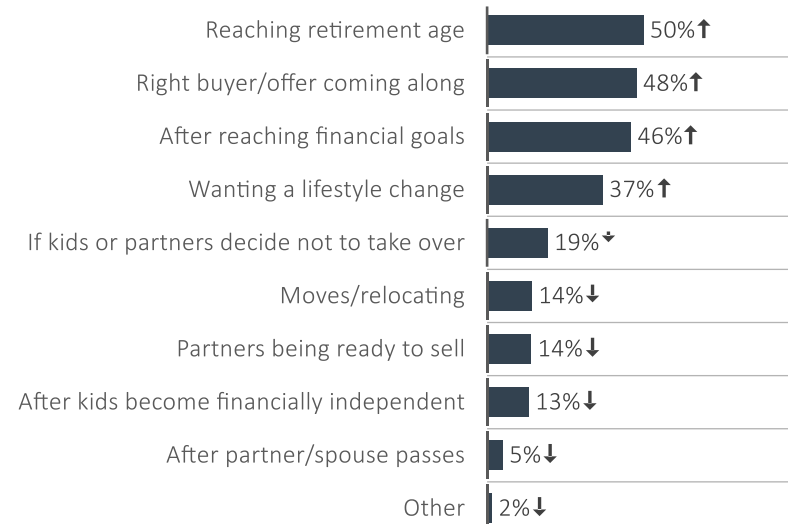 Reaching retirement age 50%↑
Right buyer/offer coming along 48%↑
After reaching financial goals 46%↑
Wanting a lifestyle change 37%↑
If kids or partners decide not to take over 19%
Moves/relocating 14%↓
Partners being ready to sell 14%↓
After kids become financially independent 13%↓
After partner/spouse passes 5%↓
Other 2%↓